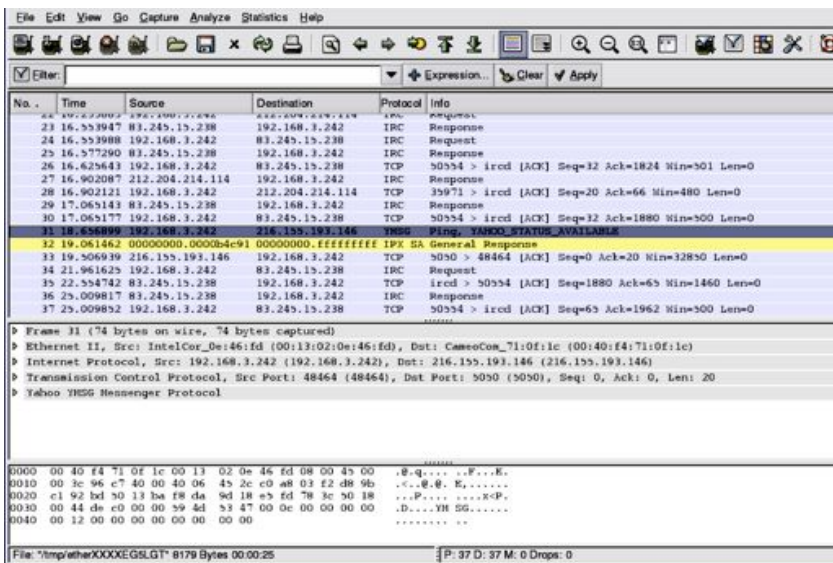 File Edit View Go Capture Analyze Statistics Help
Filter: Expression... Clear Apply
No. . Time Source Destination Protocol Info
23 16.553947 83.245.15.238 192.168.3.242 IRC Response
24 16.553988 192.168.3.242 83.245.15.238 IRC Request
25 16.577290 83.245.15.238 192.168.3.242 IRC Response
26 16.625643 192.168.3.242 83.245.15.238 TCP 50554 > ircd [ACK] Seq=32 Ack=1824 Win=501 Len=0
27 16.902087 212.204.214.114 192.168.3.242 IRC Response
28 16.902121 192.168.3.242 212.204.214.114 TCP 35971 > ircd [ACK] Seq=20 Ack=66 Win=480 Len=0
29 17.065143 83.245.15.238 192.168.3.242 IRC Response
30 17.065177 192.168.3.242 83.245.15.238 TCP 50554 > ircd [ACK] Seq=32 Ack=1880 Win=500 Len=0
31 18.656899 192.168.3.242 216.155.193.146 YMSG Ping, YAHOO_STATUS_AVAILABLE
32 19.061462 00000000.0000b4c91 00000000.ffffffffff IPX SA General Response
33 19.506939 216.155.193.146 192.168.3.242 TCP 5050 > 48464 [ACK] Seq=0 Ack=20 Win=32850 Len=0
34 21.961625 192.168.3.242 83.245.15.238 IRC Request
35 22.554742 83.245.15.238 192.168.3.242 TCP ircd > 50554 [ACK] Seq=1880 Ack=65 Win=1460 Len=0
36 25.009817 83.245.15.238 192.168.3.242 IRC Response
37 25.009852 192.168.3.242 83.245.15.238 TCP 50554 > ircd [ACK] Seq=65 Ack=1962 Win=500 Len=0
Frame 31 (74 bytes on wire, 74 bytes captured)
Ethernet II, Src: IntelCor_0e:46:fd (00:13:02:0e:46:fd), Dst: CameoCom_71:0f:1c (00:40:f4:71:0f:1c)
Internet Protocol, Src: 192.168.3.242 (192.168.3.242), Dst: 216.155.193.146 (216.155.193.146)
Transmission Control Protocol, Src Port: 48464 (48464), Dst Port: 5050 (5050), Seq: 0, Ack: 0, Len: 20
Yahoo YMSG Messenger Protocol
0000 00 40 f4 71 0f 1c 00 13 02 0e 46 fd 08 00 45 00 .@.q.... ..F...E.
0010 00 3c 96 c7 40 00 40 06 45 2c c0 a8 03 f2 d8 9b .<..@.@. E,......
0020 c1 92 bd 50 13 ba f8 da 9d 18 e5 fd 78 3c 50 18 ...P.... ....x<P.
0030 00 44 de c0 00 00 59 4d 53 47 00 0c 00 00 00 00 .D....YM SG......
0040 00 12 00 00 00 00 00 00 00 00 ........ ..
File: "/tmp/etherXXXXEG5LGT" 8179 Bytes 00:00:25 P: 37 D: 37 M: 0 Drops: 0